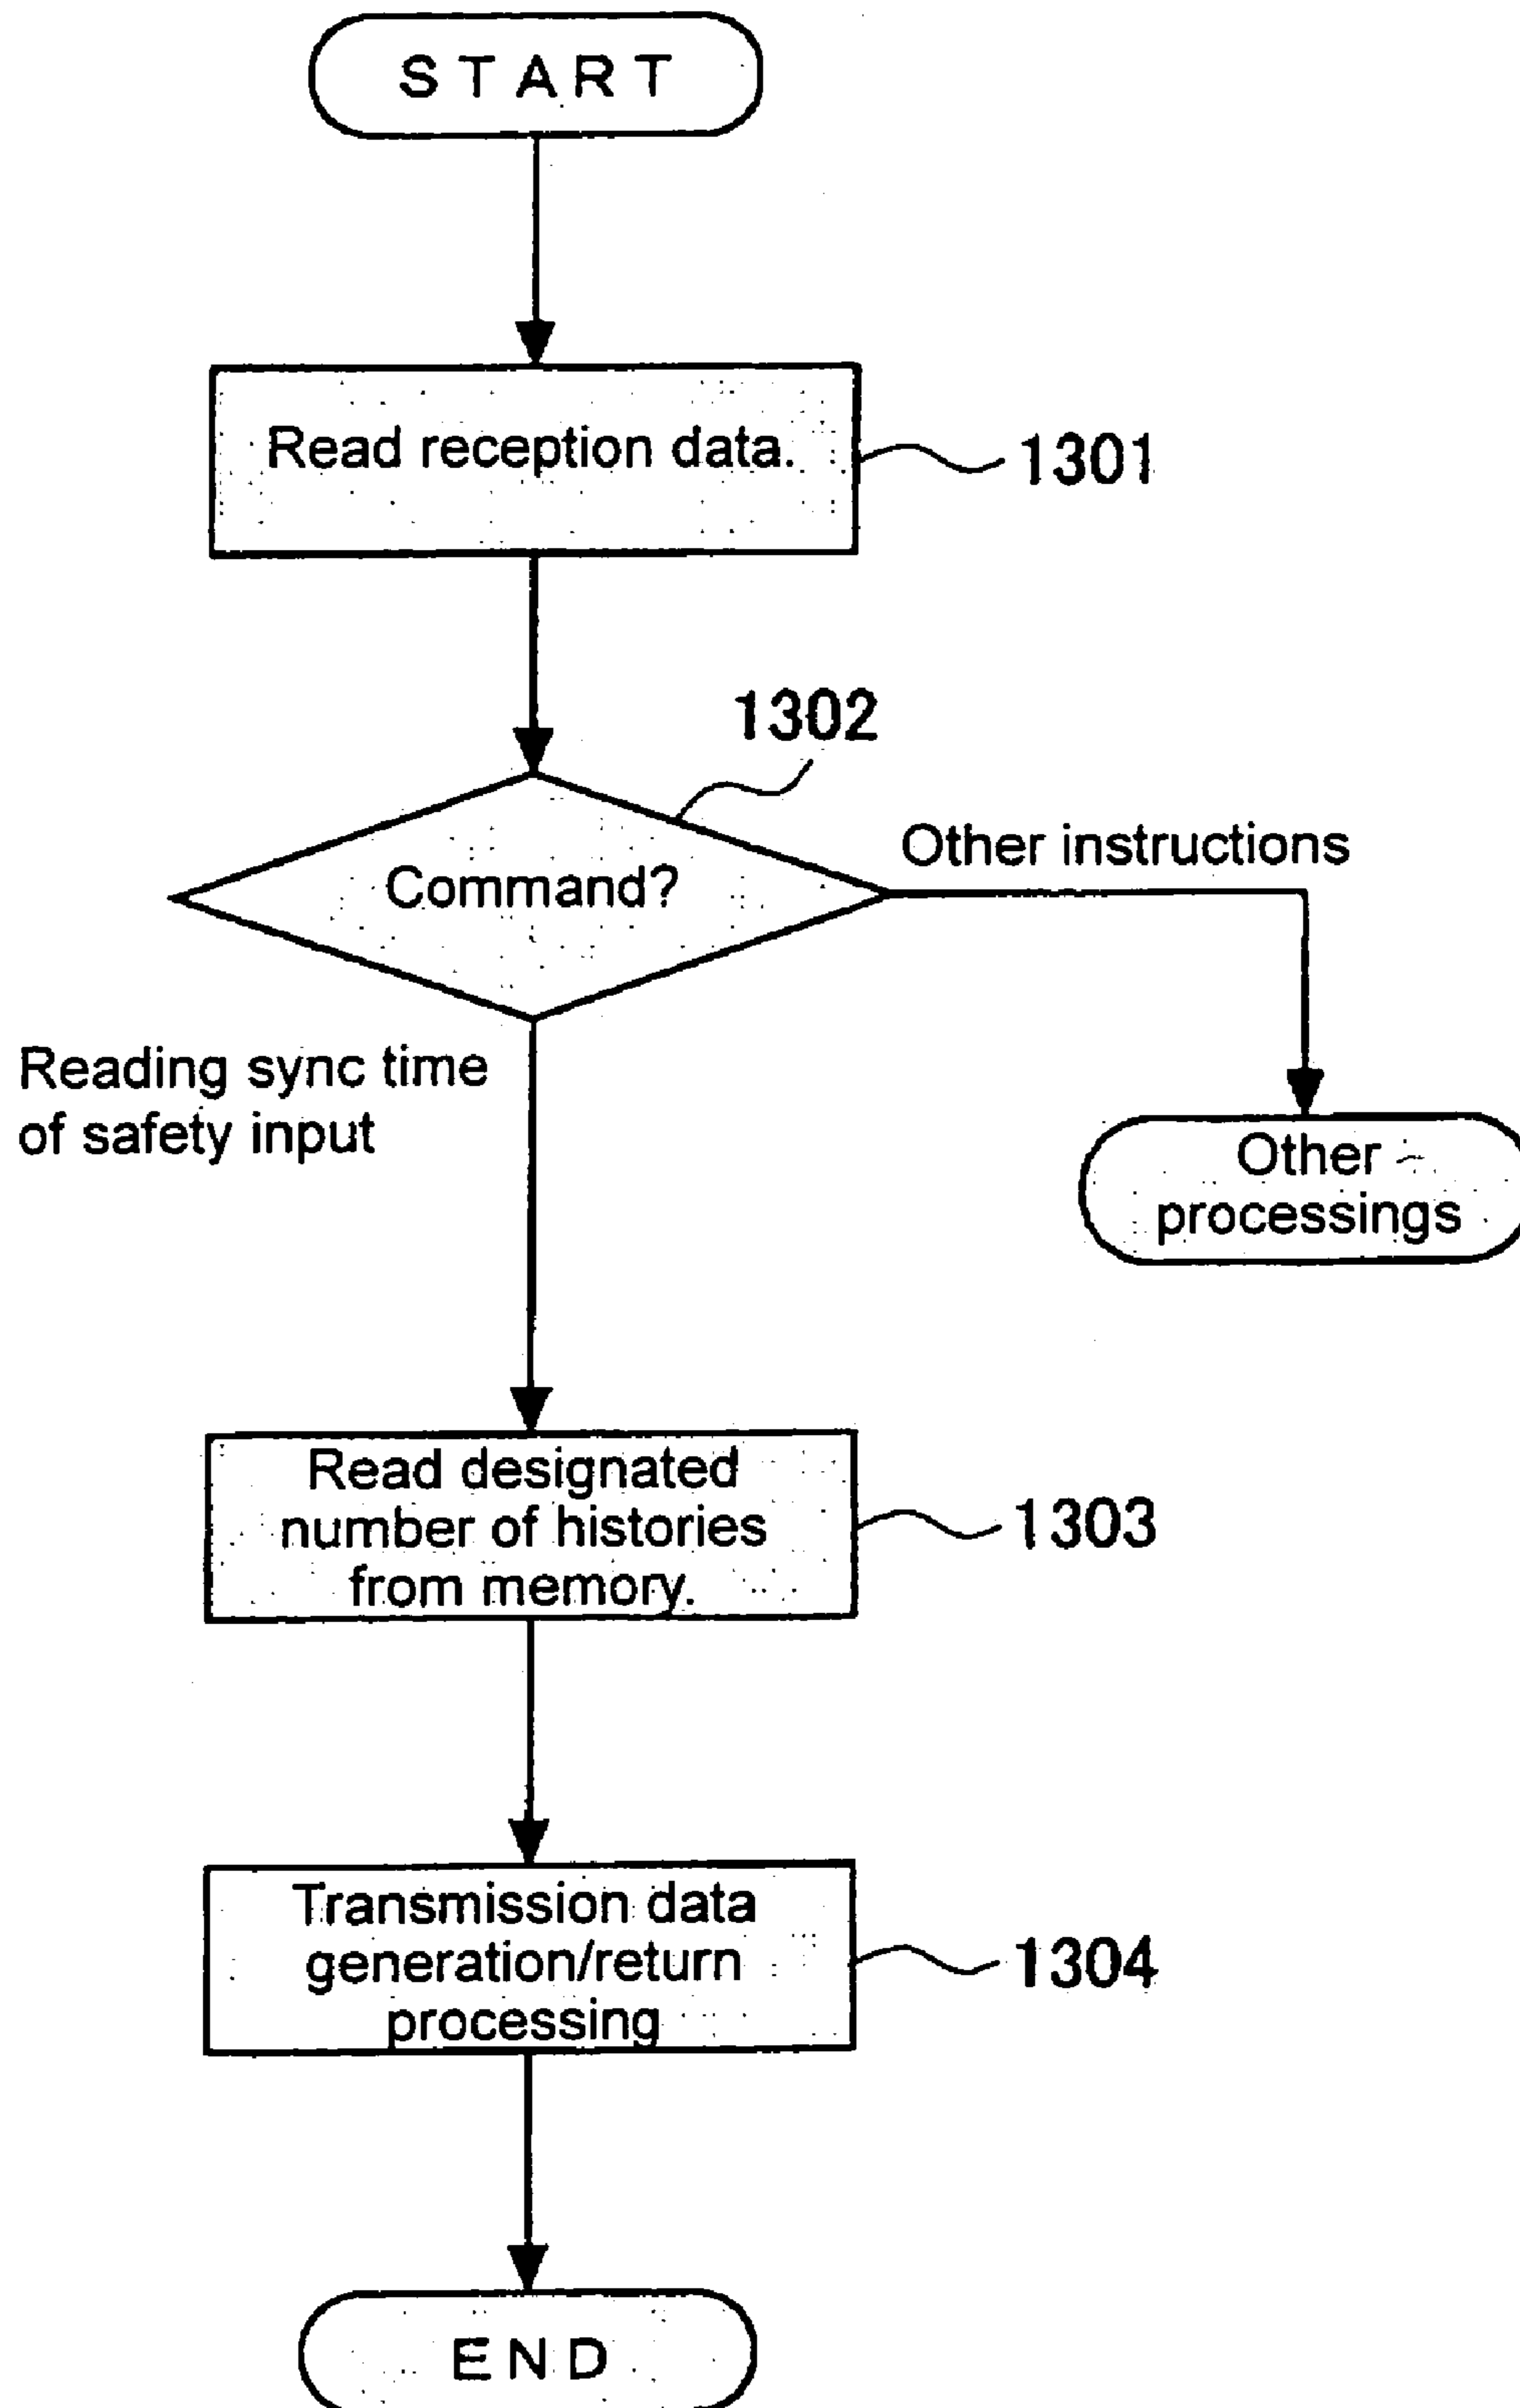 START
Read reception data.
1301
1302
Command?
Other instructions
Reading sync time
of safety input
Other
processings
Read designated
number of histories
from memory.
1303
Transmission data
generation/return
processing
1304
END